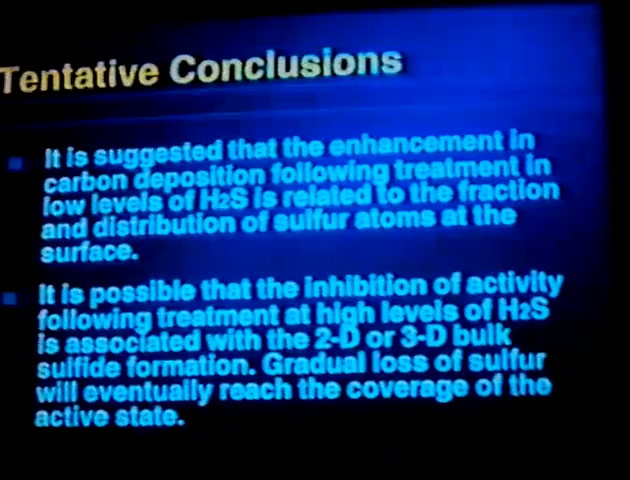 Tentative Conclusions
It is suggested that the enhancement in
carbon deposition following treatment in
low levels of H2S is related to the fraction
and distribution of sulfur atoms at the
surface.
It is possible that the inhibition of activity
following treatment at high levels of H2S
is associated with the 2-D or 3-D bulk
sulfide formation. Gradual loss of sulfur
will eventually reach the coverage of the
active state.